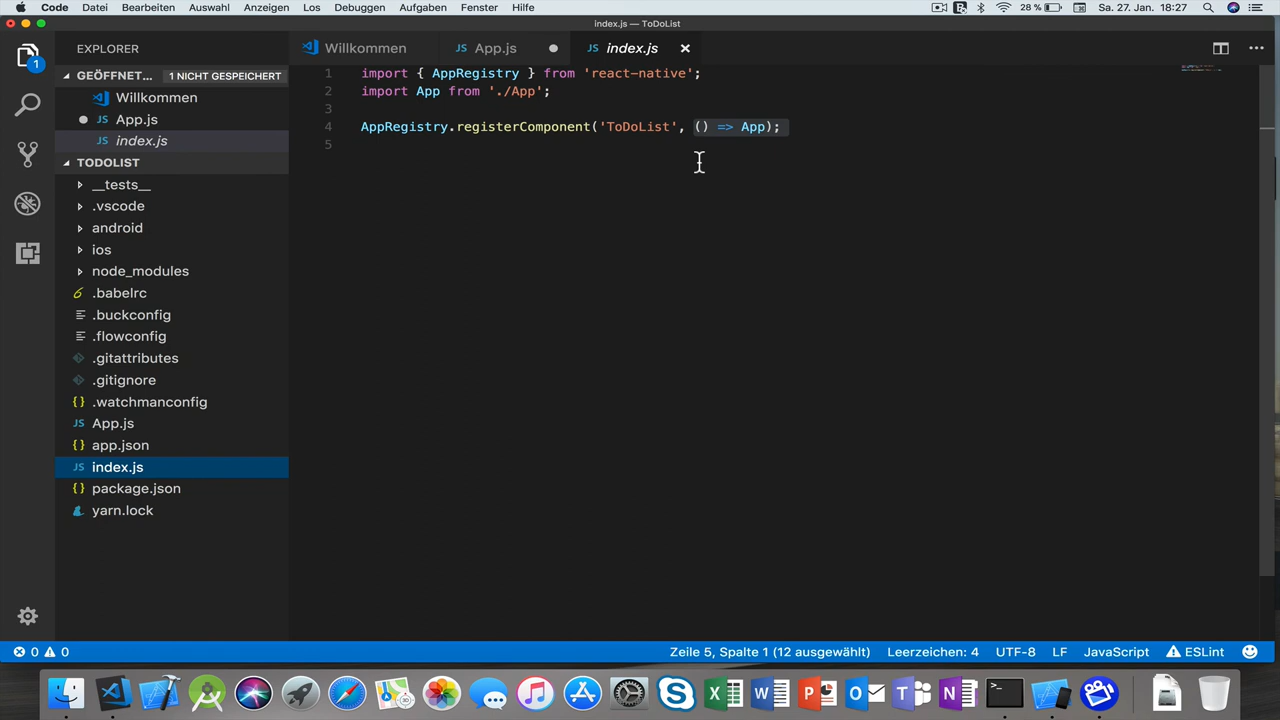 Code Ablage Bearbeiten Auswahl Anzeigen Los Debuggen Aufgaben Fenster Hilfe 28 % Sa. 27. Jan. 18:27
index.js — ToDoList
EXPLORER
Willkommen App.js index.js
GEÖFFNET... 1 NICHT GESPEICHERT
Willkommen
App.js
index.js
TODOLIST
__tests__
.vscode
android
ios
node_modules
.babelrc
.buckconfig
.flowconfig
.gitattributes
.gitignore
.watchmanconfig
App.js
app.json
index.js
package.json
yarn.lock
1 import { AppRegistry } from 'react-native';
2 import App from './App';
3
4 AppRegistry.registerComponent('ToDoList', () => App);
5
0 0 Zeile 5, Spalte 1 (12 ausgewählt) Leerzeichen: 4 UTF-8 LF JavaScript ESLint